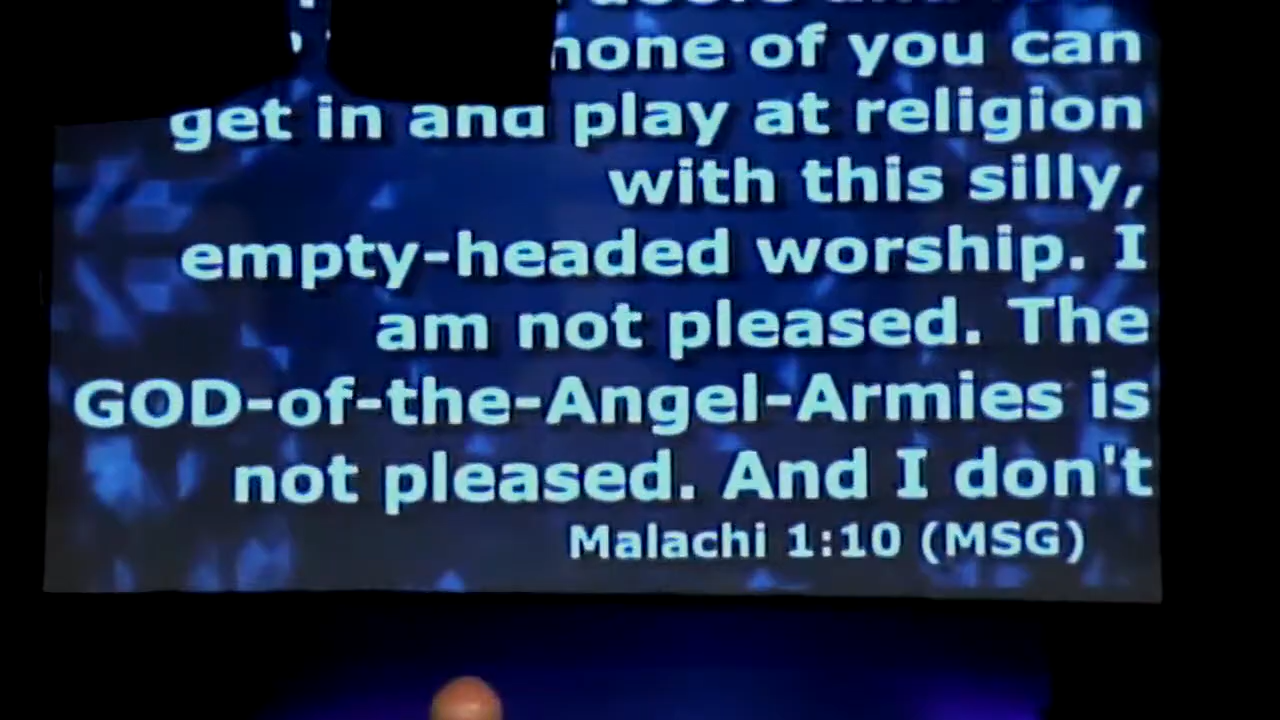 none of you can
get in and play at religion
with this silly,
empty-headed worship. I
am not pleased. The
GOD-of-the-Angel-Armies is
not pleased. And I don't
Malachi 1:10 (MSG)